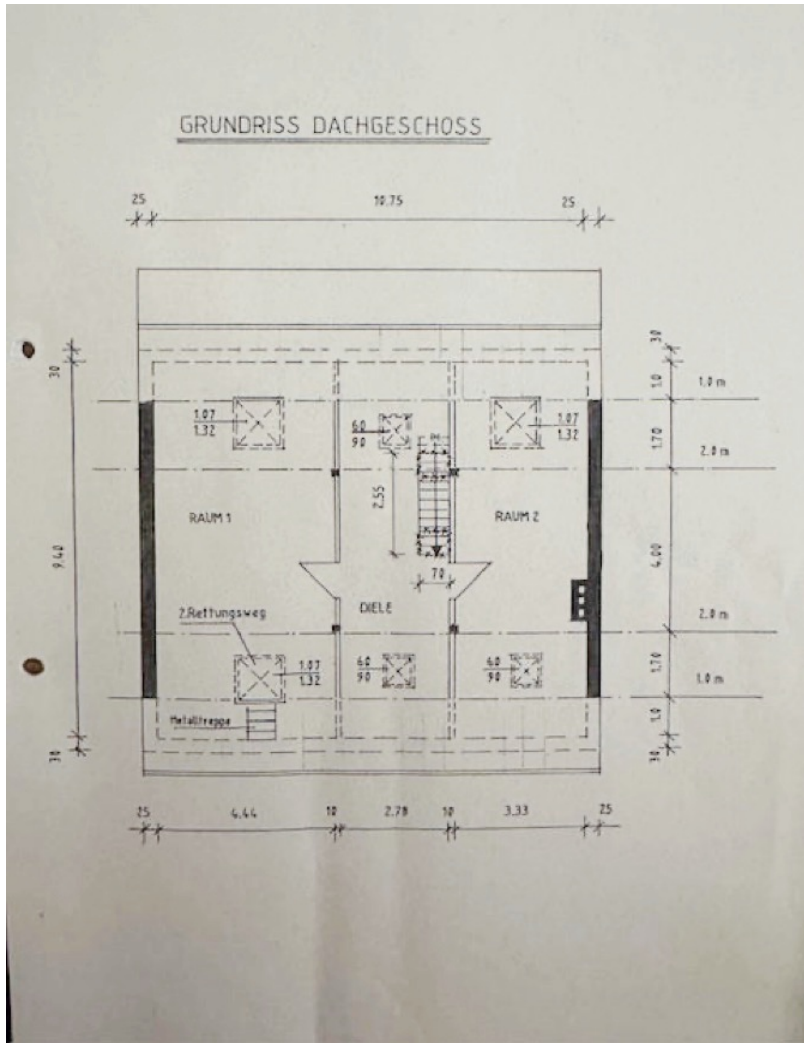 GRUNDRISS DACHGESCHOSS
25 10.75 25
30 30
1.0 1.0 m
1.07 60 1.07
1.32 90 1.32
1.70
2.0 m
2.55
RAUM 1 RAUM 2
9.40 4.00
70
2.Rettungsweg DIELE
2.0 m
1.07 60 60
1.32 90 90
1.70
1.0 m
Metalltreppe 1.0
30 30
25 4.44 10 2.78 10 3.33 25